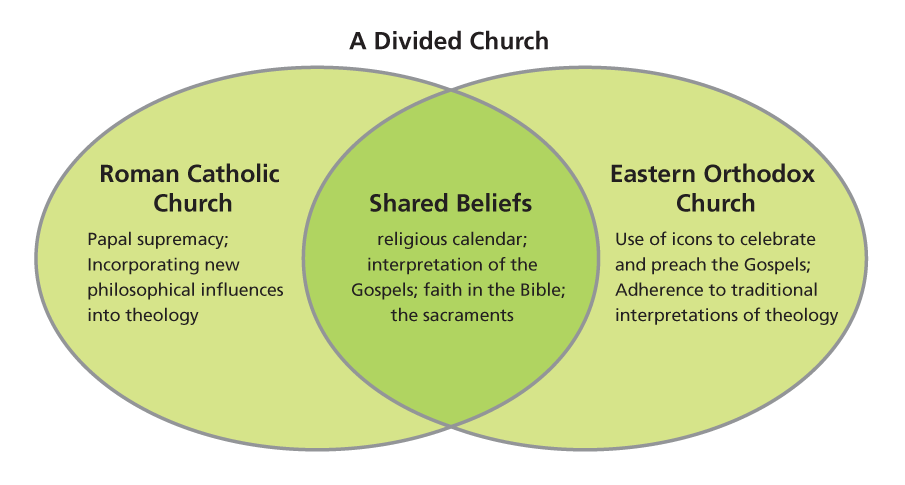 A Divided Church
Roman Catholic
Church
Papal supremacy;
Incorporating new
philosophical influences
into theology
Shared Beliefs
religious calendar;
interpretation of the
Gospels; faith in the Bible;
the sacraments
Eastern Orthodox
Church
Use of icons to celebrate
and preach the Gospels;
Adherence to traditional
interpretations of theology